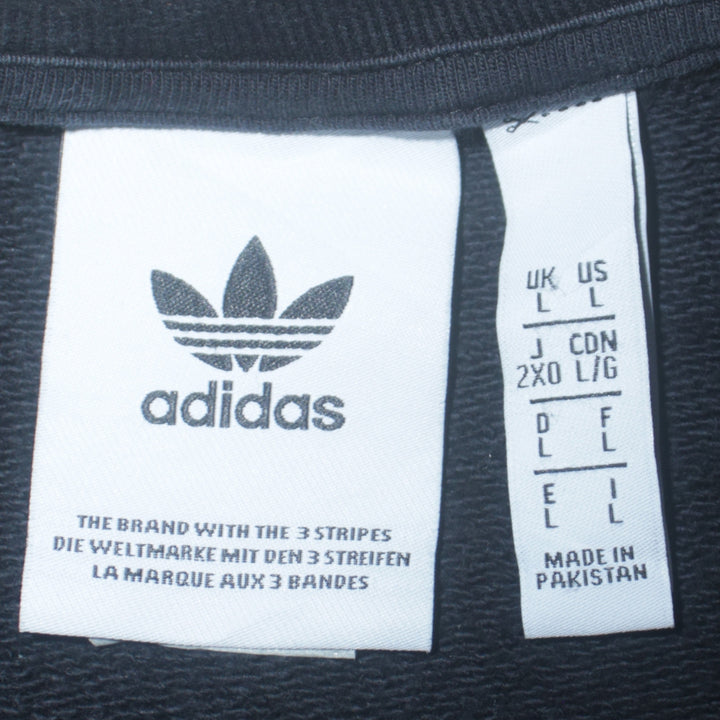 adidas
THE BRAND WITH THE 3 STRIPES
DIE WELTMARKE MIT DEN 3 STREIFEN
LA MARQUE AUX 3 BANDES
UK US
L L
J CDN
2XO L/G
D F
L L
E I
L L
MADE IN
PAKISTAN